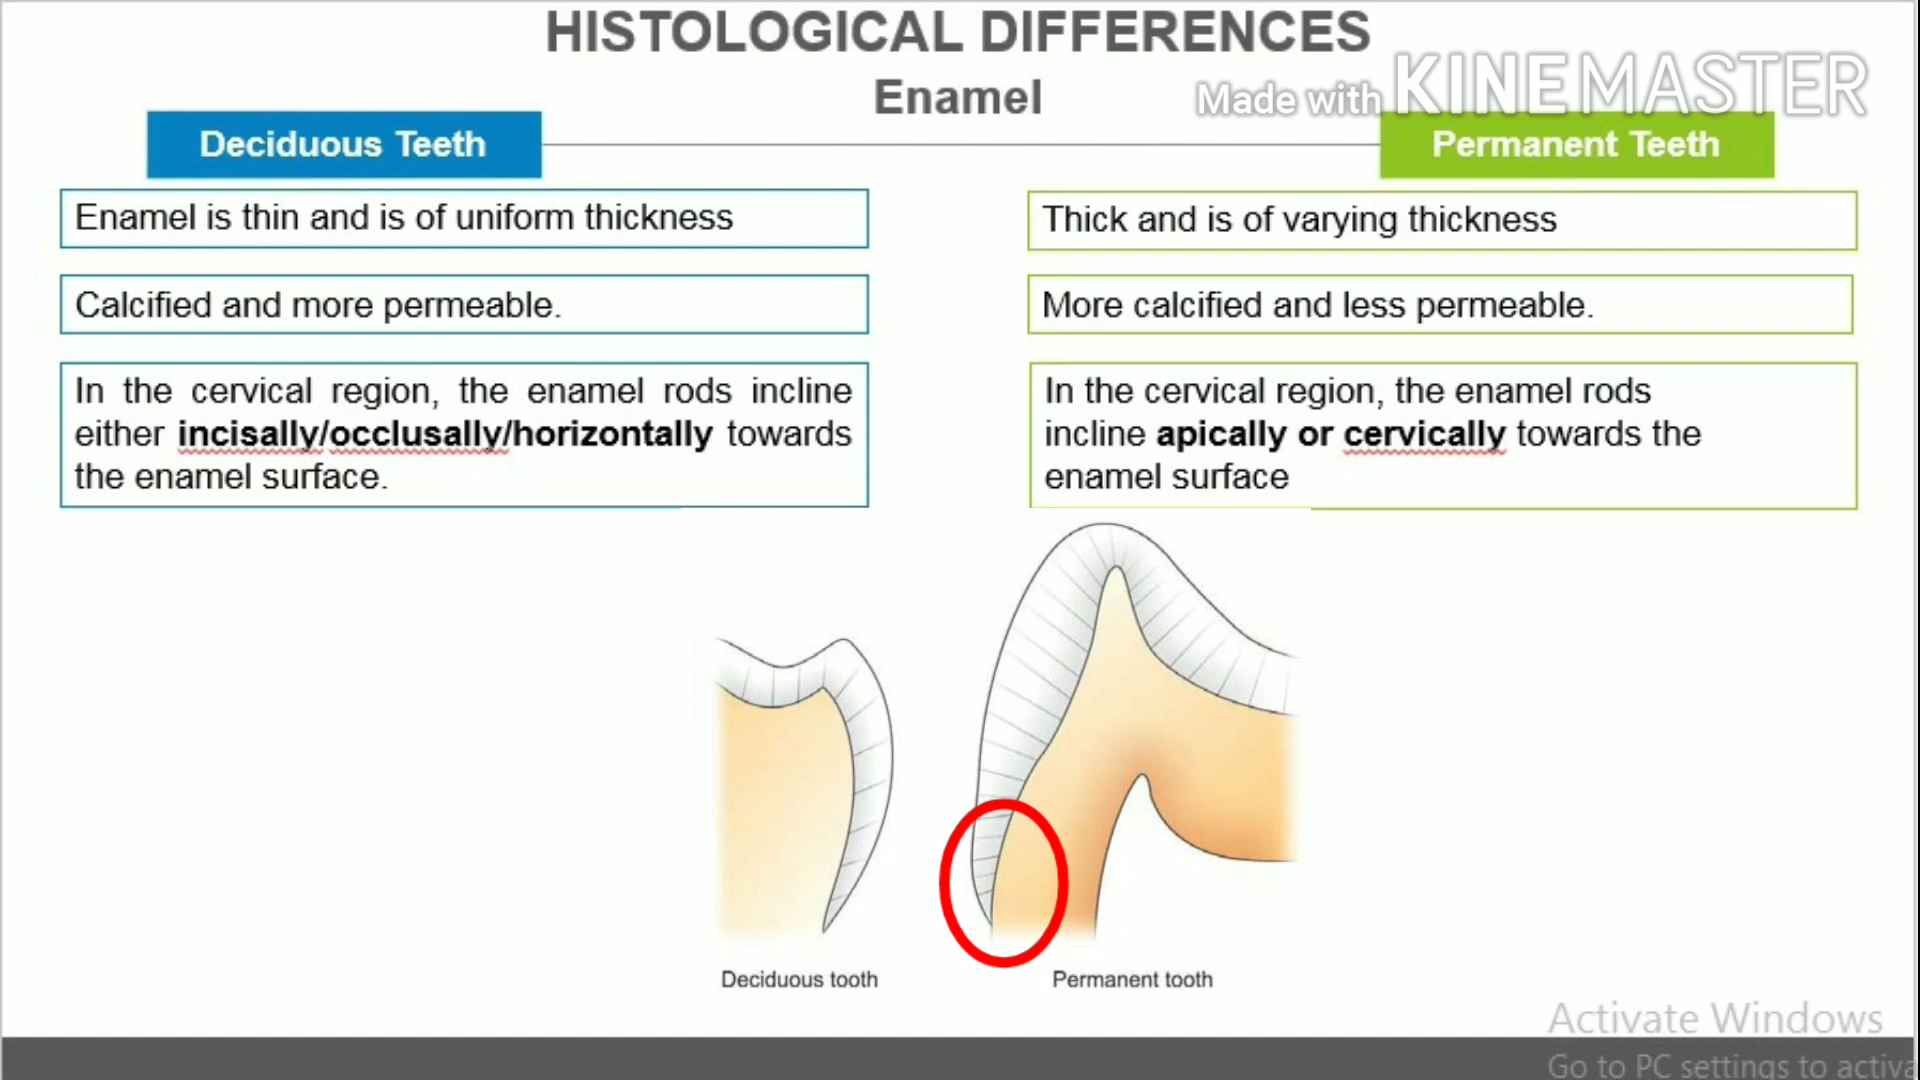 HISTOLOGICAL DIFFERENCES
Enamel
Made with KINEMASTER
Deciduous Teeth
Permanent Teeth
Enamel is thin and is of uniform thickness
Thick and is of varying thickness
Calcified and more permeable.
More calcified and less permeable.
In the cervical region, the enamel rods incline
either incisally/occlusally/horizontally towards
the enamel surface.
In the cervical region, the enamel rods
incline apically or cervically towards the
enamel surface
Deciduous tooth
Permanent tooth
Activate Windows
Go to PC settings to activa